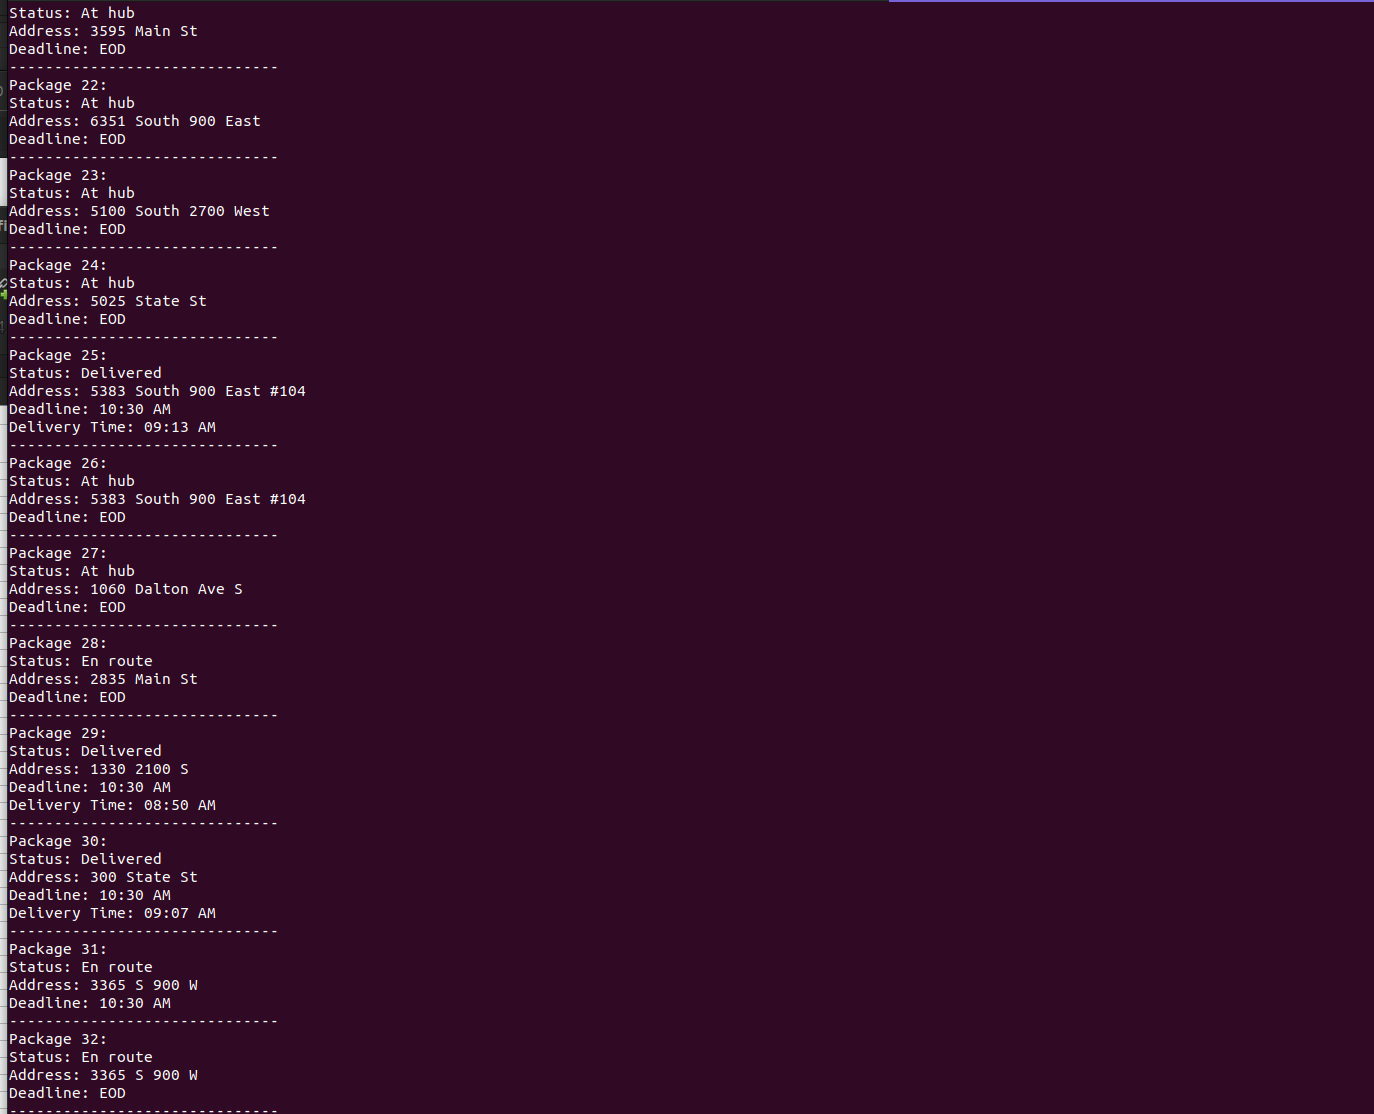 Status: At hub
Address: 3595 Main St
Deadline: EOD
------------------------------
Package 22:
Status: At hub
Address: 6351 South 900 East
Deadline: EOD
------------------------------
Package 23:
Status: At hub
Address: 5100 South 2700 West
Deadline: EOD
------------------------------
Package 24:
Status: At hub
Address: 5025 State St
Deadline: EOD
------------------------------
Package 25:
Status: Delivered
Address: 5383 South 900 East #104
Deadline: 10:30 AM
Delivery Time: 09:13 AM
------------------------------
Package 26:
Status: At hub
Address: 5383 South 900 East #104
Deadline: EOD
------------------------------
Package 27:
Status: At hub
Address: 1060 Dalton Ave S
Deadline: EOD
------------------------------
Package 28:
Status: En route
Address: 2835 Main St
Deadline: EOD
------------------------------
Package 29:
Status: Delivered
Address: 1330 2100 S
Deadline: 10:30 AM
Delivery Time: 08:50 AM
------------------------------
Package 30:
Status: Delivered
Address: 300 State St
Deadline: 10:30 AM
Delivery Time: 09:07 AM
------------------------------
Package 31:
Status: En route
Address: 3365 S 900 W
Deadline: 10:30 AM
------------------------------
Package 32:
Status: En route
Address: 3365 S 900 W
Deadline: EOD
------------------------------